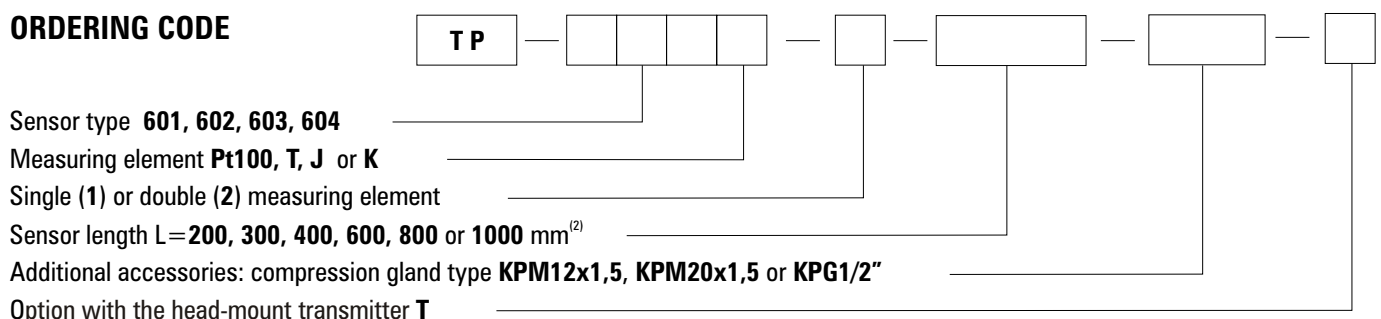 ORDERING CODE
T P
Sensor type 601, 602, 603, 604
Measuring element Pt100, T, J or K
Single (1) or double (2) measuring element
Sensor length L=200, 300, 400, 600, 800 or 1000 mm(2)
Additional accessories: compression gland type KPM12x1,5, KPM20x1,5 or KPG1/2”
Option with the head-mount transmitter T